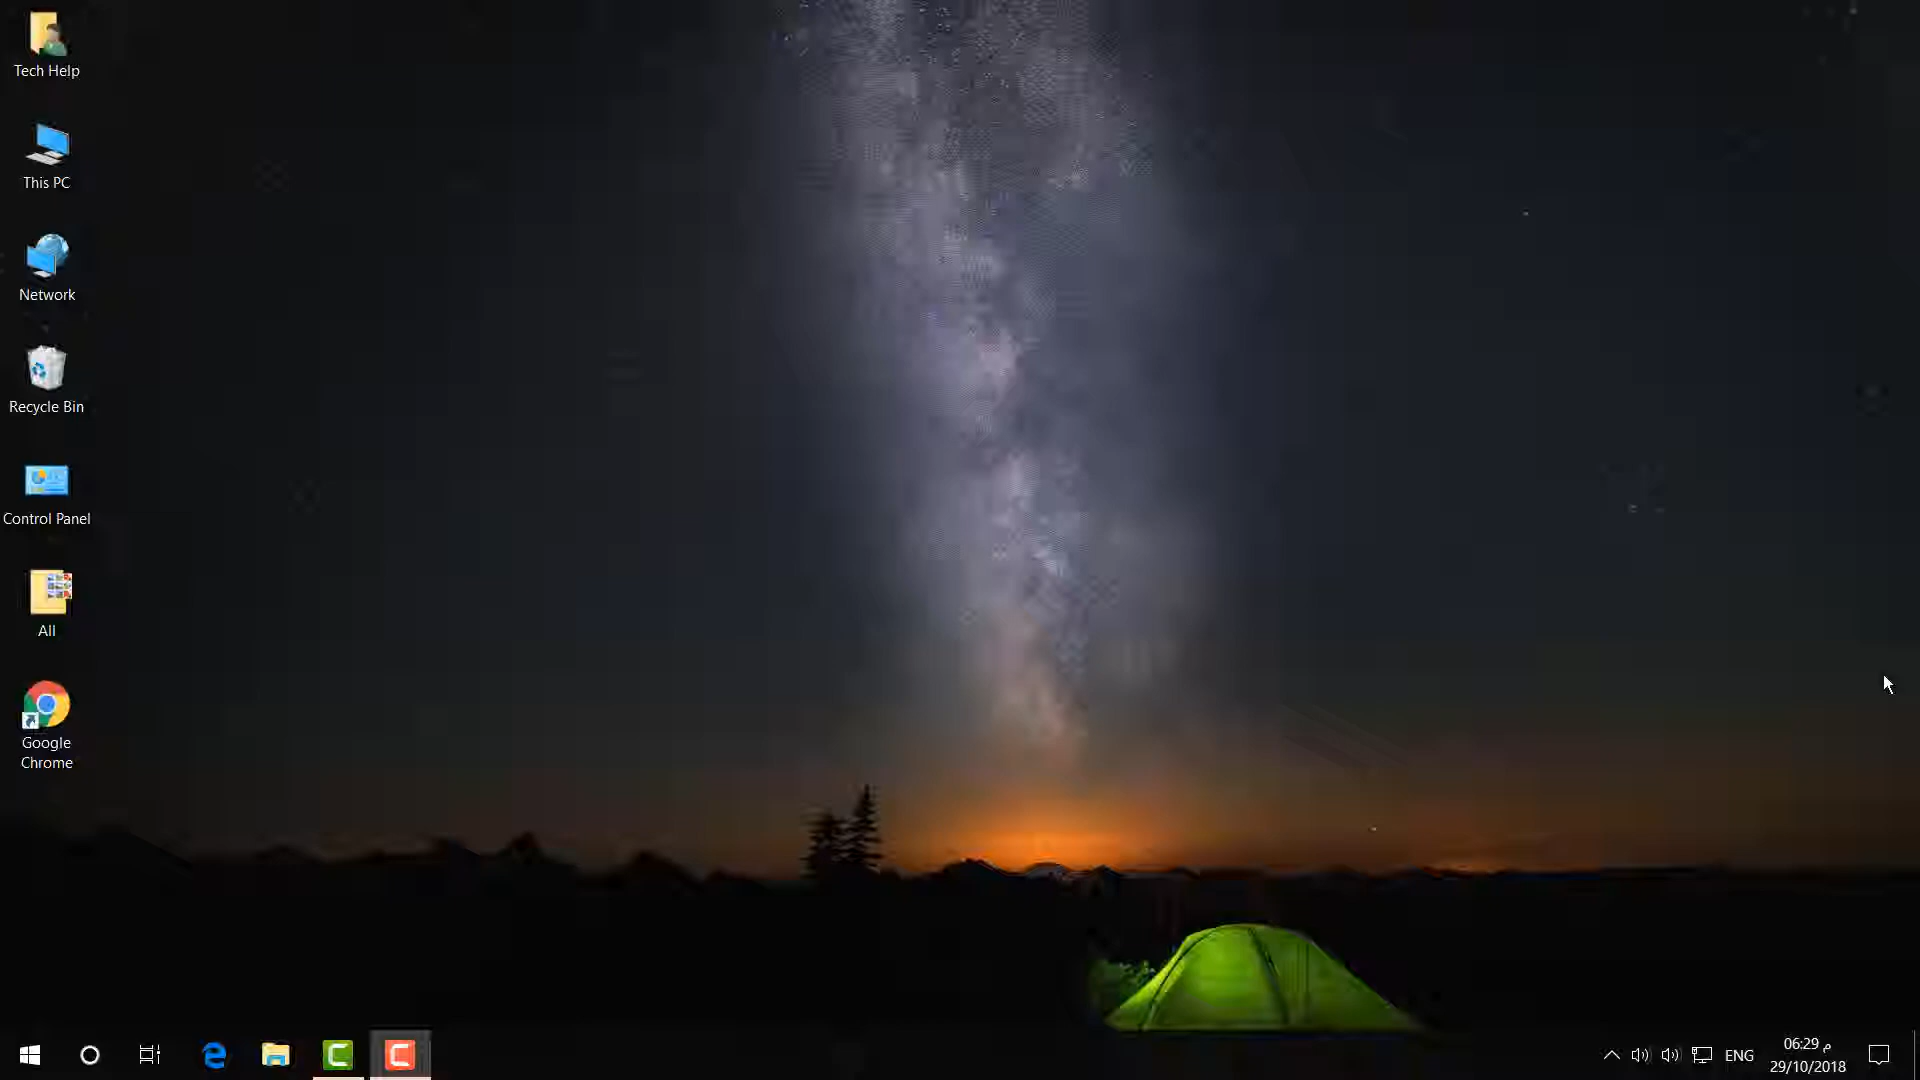 Tech Help
This PC
Network
Recycle Bin
Control Panel
All
Google
Chrome
ENG
06:29 م
29/10/2018